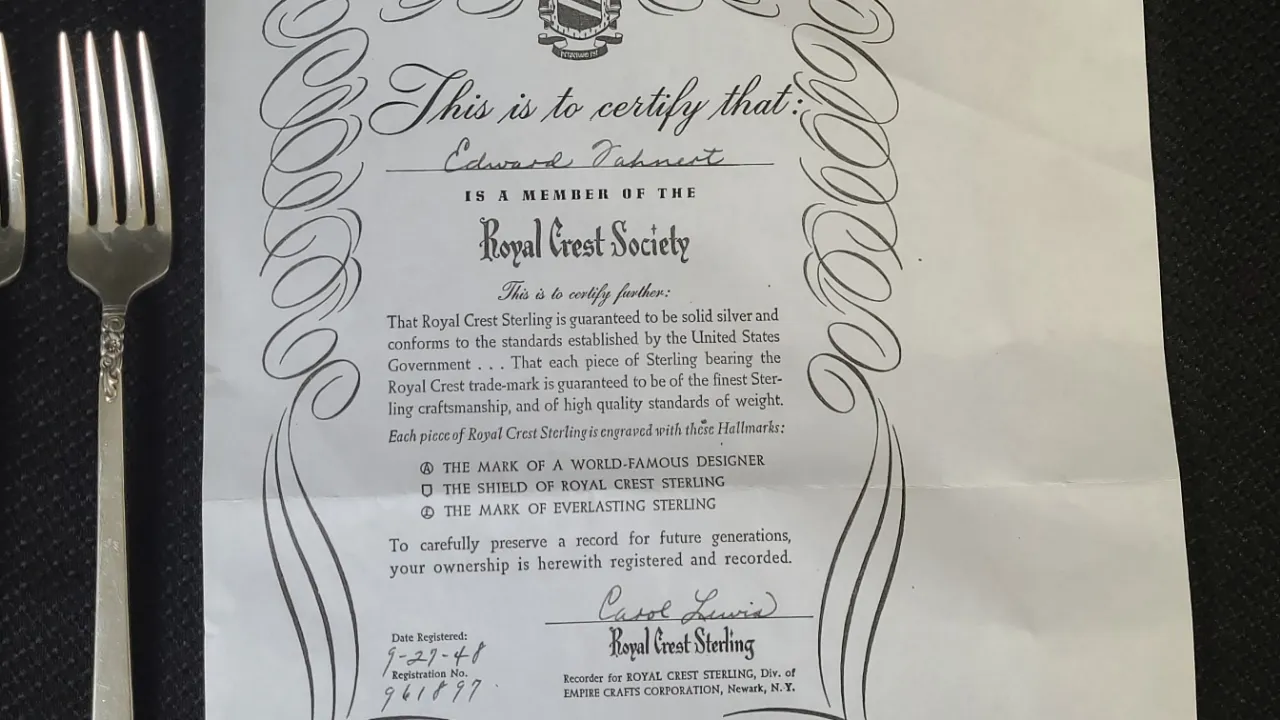 This is to certify that:
Edward Tahnert
IS A MEMBER OF THE
Royal Crest Society
This is to certify further:
That Royal Crest Sterling is guaranteed to be solid silver and
conforms to the standards established by the United States
Government . . . That each piece of Sterling bearing the
Royal Crest trade-mark is guaranteed to be of the finest Ster-
ling craftsmanship, and of high quality standards of weight.
Each piece of Royal Crest Sterling is engraved with these Hallmarks:
Ⓐ THE MARK OF A WORLD-FAMOUS DESIGNER
THE SHIELD OF ROYAL CREST STERLING
THE MARK OF EVERLASTING STERLING
To carefully preserve a record for future generations,
your ownership is herewith registered and recorded.
Carol Lewis
Royal Crest Sterling
Date Registered:
9-27-48
Registration No.
961897
Recorder for ROYAL CREST STERLING, Div. of
EMPIRE CRAFTS CORPORATION, Newark, N.Y.